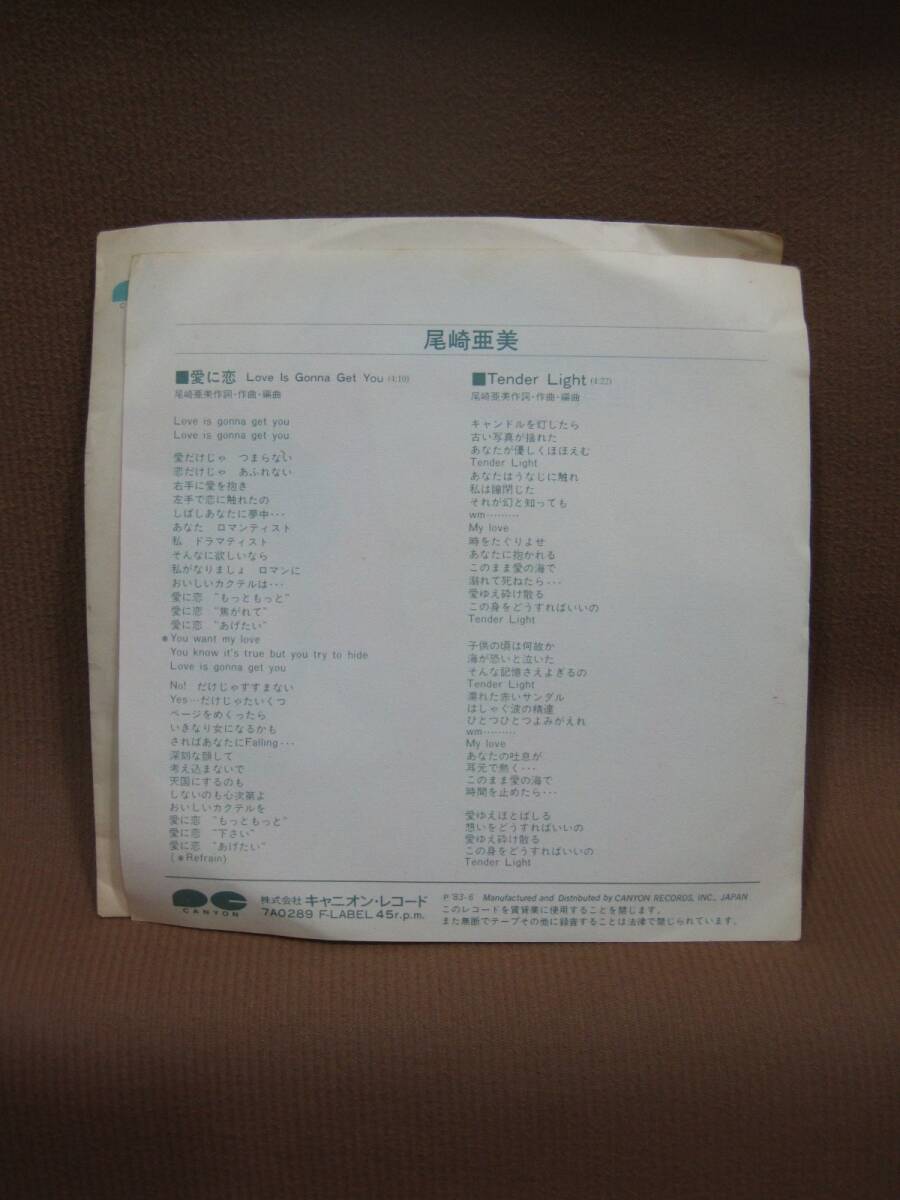 尾崎亜美
■愛に恋 Love Is Gonna Get You (4:10)
尾崎亜美作詞・作曲・編曲
Love is gonna get you
Love is gonna get you
愛だけじゃ つまらない
恋だけじゃ あふれない
右手に愛を抱き
左手で恋に触れたの
しばしあなたに夢中…
あなた ロマンティスト
私 ドラマティスト
そんなに欲しいなら
私がなりましょ ロマンに
おいしいカクテルは…
愛に恋 “もっともっと”
愛に恋 “焦がれて”
愛に恋 “あげたい”
＊You want my love
You know it's true but you try to hide
Love is gonna get you
No! だけじゃすすまない
Yes…だけじゃたいくつ
ページをめくったら
いきなり女になるかも
さればあなたにFalling…
深刻な顔して
考え込まないで
天国にするのも
しないのも心次第よ
おいしいカクテルを
愛に恋 “もっともっと”
愛に恋 “下さい”
愛に恋 “あげたい”
(＊Refrain)
■Tender Light (4:22)
尾崎亜美作詞・作曲・編曲
キャンドルを灯したら
古い写真が揺れた
あなたが優しくほほえむ
Tender Light
あなたはうなじに触れ
私は瞳閉じた
それが幻と知っても
wm………
My love
時をたぐりよせ
あなたに抱かれる
このまま愛の海で
溺れて死ねたら…
愛ゆえ砕け散る
この身をどうすればいいの
Tender Light
子供の頃は何故か
海が恐いと泣いた
そんな記憶さえよぎるの
Tender Light
濡れた赤いサンダル
はしゃぐ波の精達
ひとつひとつよみがえれ
wm………
My love
あなたの吐息が
耳元で熱く…
このまま愛の海で
時間を止めたら…
愛ゆえほとばしる
想いをどうすればいいの
愛ゆえ砕け散る
この身をどうすればいいの
Tender Light
CANYON
株式会社 キャニオン・レコード
7A0289 F-LABEL 45r.p.m.
P '83-6 Manufactured and Distributed by CANYON RECORDS, INC., JAPAN
このレコードを賃貸業に使用することを禁じます。
また無断でテープその他に録音することは法律で禁じられています。